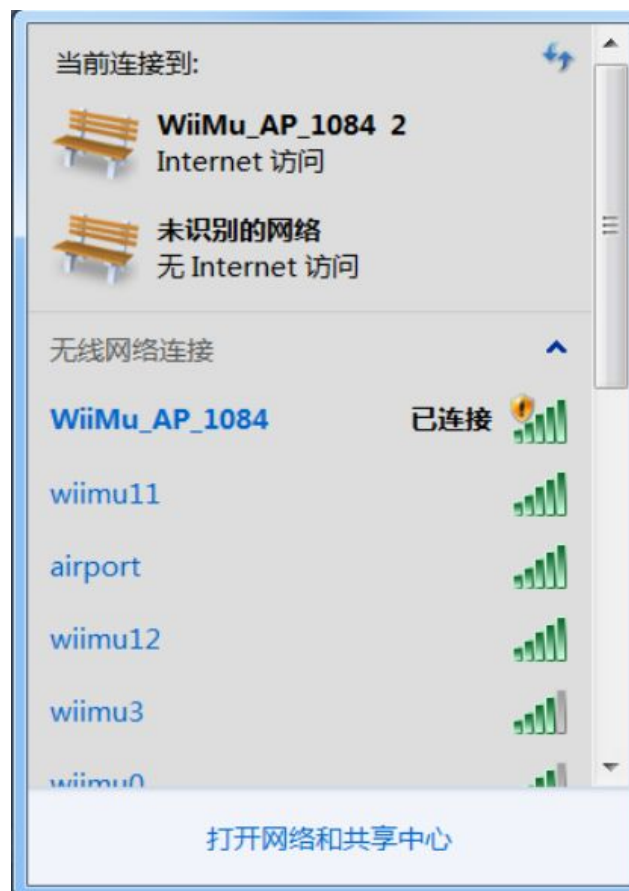 当前连接到:
WiiMu_AP_1084 2
Internet 访问
未识别的网络
无 Internet 访问
无线网络连接
WiiMu_AP_1084 已连接
wiimu11
airport
wiimu12
wiimu3
wiimu0
打开网络和共享中心